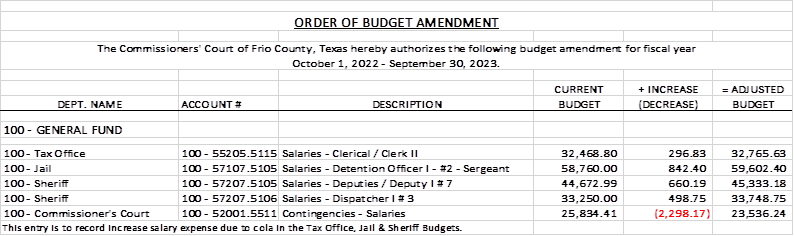 ORDER OF BUDGET AMENDMENT
The Commissioners' Court of Frio County, Texas hereby authorizes the following budget amendment for fiscal year
October 1, 2022 - September 30, 2023.
CURRENT + INCREASE = ADJUSTED
DEPT. NAME ACCOUNT # DESCRIPTION BUDGET (DECREASE) BUDGET
100 - GENERAL FUND
100 - Tax Office 100 - 55205.5115 Salaries - Clerical / Clerk II 32,468.80 296.83 32,765.63
100 - Jail 100 - 57107.5105 Salaries - Detention Officer I - #2 - Sergeant 58,760.00 842.40 59,602.40
100 - Sheriff 100 - 57207.5105 Salaries - Deputies / Deputy I # 7 44,672.99 660.19 45,333.18
100 - Sheriff 100 - 57207.5106 Salaries - Dispatcher I # 3 33,250.00 498.75 33,748.75
100 - Commissioner's Court 100 - 52001.5511 Contingencies - Salaries 25,834.41 (2,298.17) 23,536.24
This entry is to record increase salary expense due to cola in the Tax Office, Jail & Sheriff Budgets.